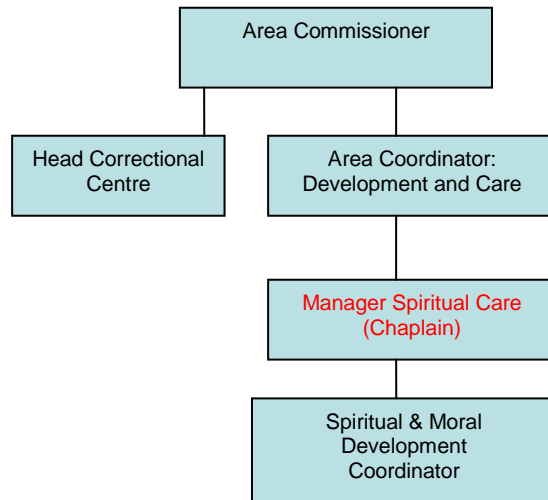 Area Commissioner
Head Correctional
Centre
Area Coordinator:
Development and Care
Manager Spiritual Care
(Chaplain)
Spiritual & Moral
Development
Coordinator